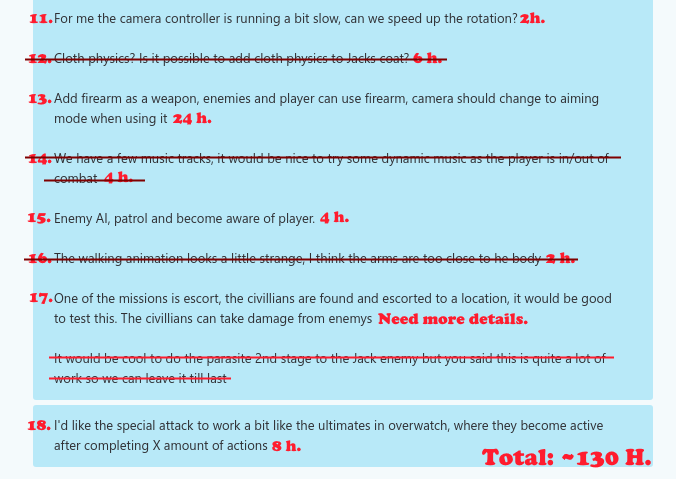 11. For me the camera controller is running a bit slow, can we speed up the rotation? 2h.
12. Cloth physics? Is it possible to add cloth physics to Jacks coat? 6 h.
13. Add firearm as a weapon, enemies and player can use firearm, camera should change to aiming
mode when using it 24 h.
14. We have a few music tracks, it would be nice to try some dynamic music as the player is in/out of
combat 4 h.
15. Enemy AI, patrol and become aware of player. 4 h.
16. The walking animation looks a little strange, I think the arms are too close to he body 2 h.
17. One of the missions is escort, the civillians are found and escorted to a location, it would be good
to test this. The civillians can take damage from enemys Need more details.
It would be cool to do the parasite 2nd stage to the Jack enemy but you said this is quite a lot of
work so we can leave it till last
18. I'd like the special attack to work a bit like the ultimates in overwatch, where they become active
after completing X amount of actions 8 h.
Total: ~130 H.